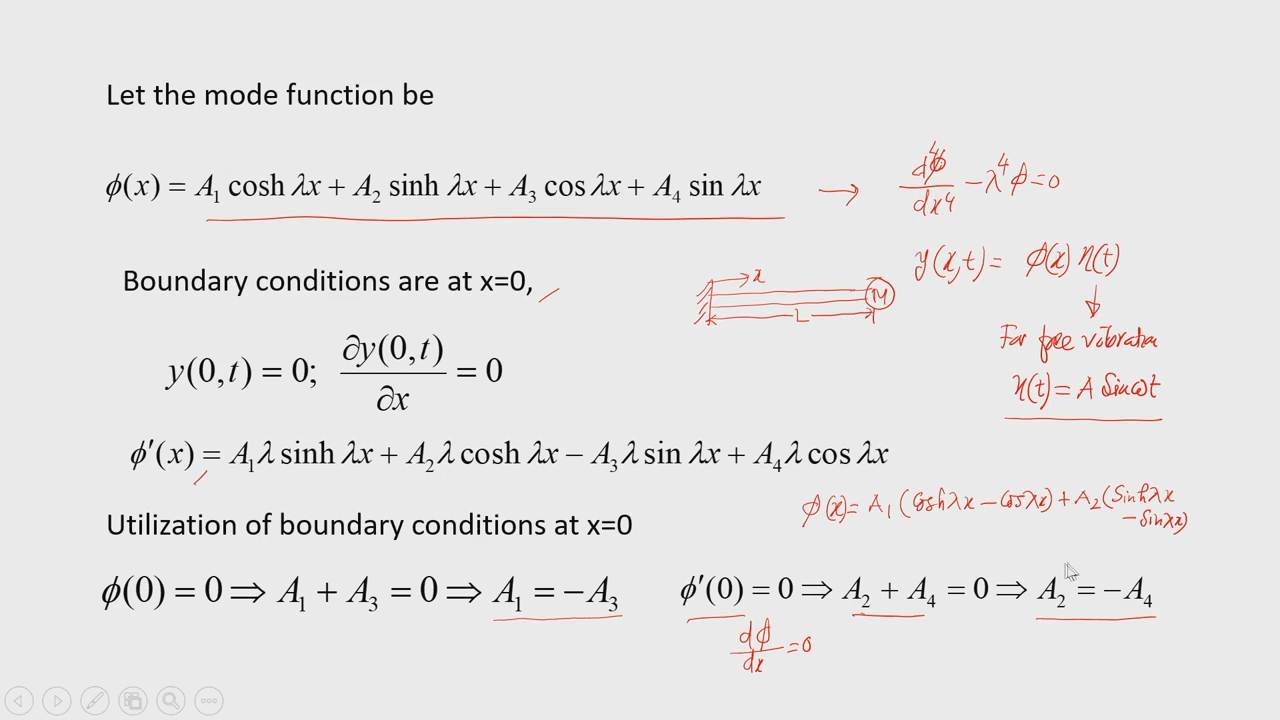 Let the mode function be
ϕ(x) = A₁ cosh λx + A₂ sinh λx + A₃ cos λx + A₄ sin λx → d⁴ϕ/dx⁴ − λ⁴ϕ = 0
y(x,t) = ϕ(x) η(t)
Boundary conditions are at x=0,
x
M
L
↓
For free vibration
y(0,t) = 0; ∂y(0,t)/∂x = 0
η(t) = A Sinωt
ϕ′(x) = A₁λ sinh λx + A₂λ cosh λx − A₃λ sin λx + A₄λ cos λx
ϕ(x) = A₁ (Coshλx − Cosλx) + A₂ (Sinhλx
− Sinλx)
Utilization of boundary conditions at x=0
ϕ(0) = 0 ⇒ A₁ + A₃ = 0 ⇒ A₁ = −A₃ ϕ′(0) = 0 ⇒ A₂ + A₄ = 0 ⇒ A₂ = −A₄
dϕ/dx = 0